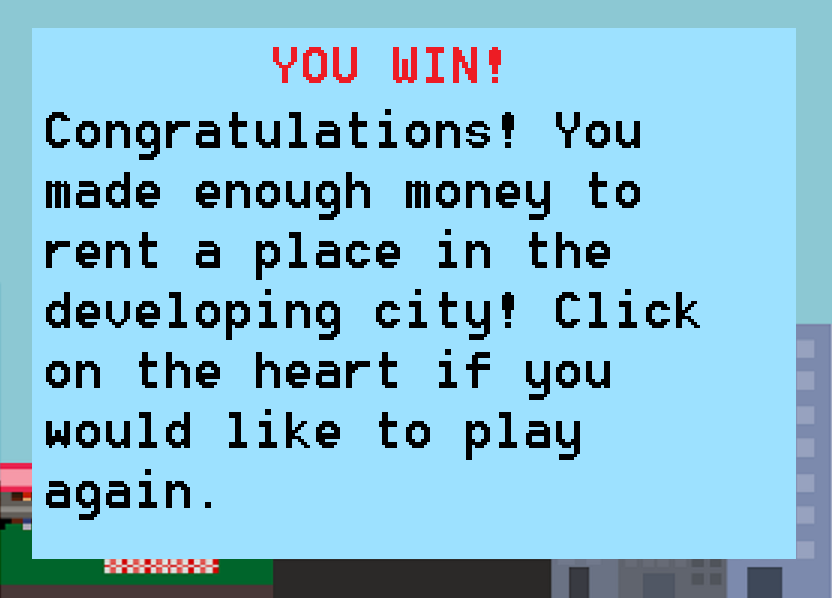 YOU WIN!
Congratulations! You
made enough money to
rent a place in the
developing city! Click
on the heart if you
would like to play
again.